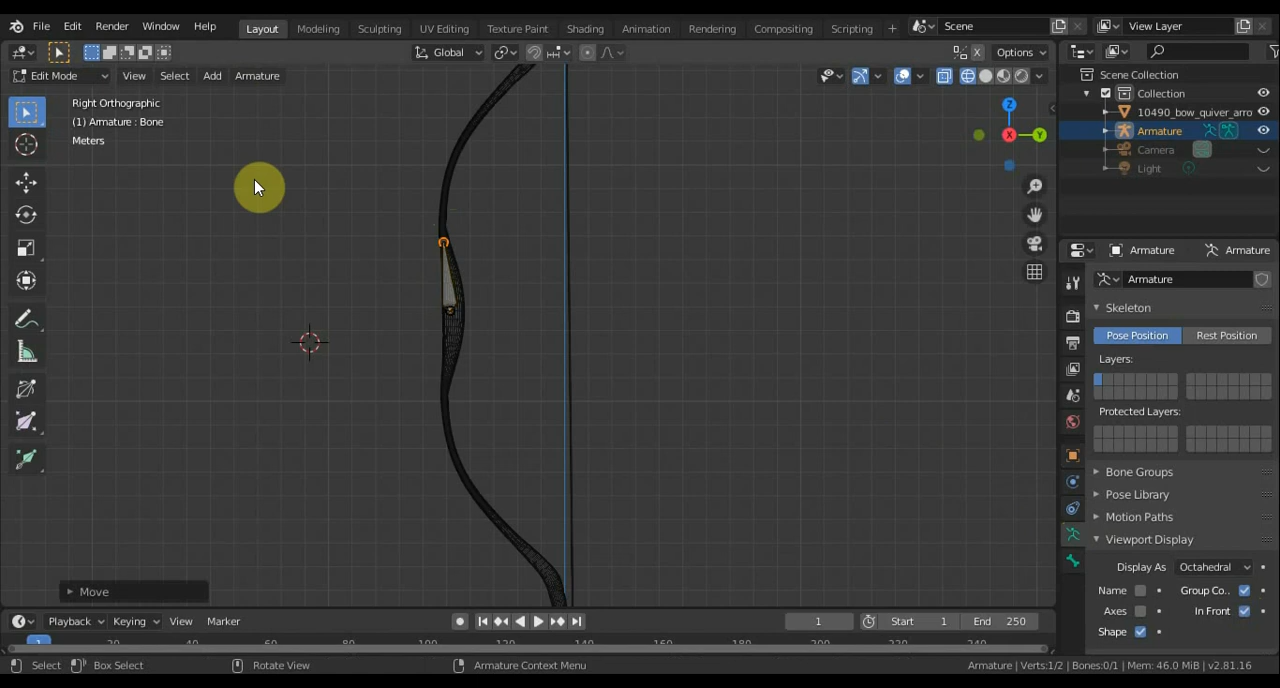 File Edit Render Window Help Layout Modeling Sculpting UV Editing Texture Paint Shading Animation Rendering Compositing Scripting + Scene View Layer
Global Options
Edit Mode View Select Add Armature
Right Orthographic
(1) Armature : Bone
Meters
Z
X
Y
Move
Scene Collection
Collection
10490_bow_quiver_arro
Armature
Camera
Light
Armature Armature
Armature
Skeleton
Pose Position Rest Position
Layers:
Protected Layers:
Bone Groups
Pose Library
Motion Paths
Viewport Display
Display As Octahedral
Name Group Co..
Axes In Front
Shape
Playback Keying View Marker 1 Start 1 End 250
1
Select Box Select Rotate View Armature Context Menu Armature | Verts:1/2 | Bones:0/1 | Mem: 46.0 MiB | v2.81.16